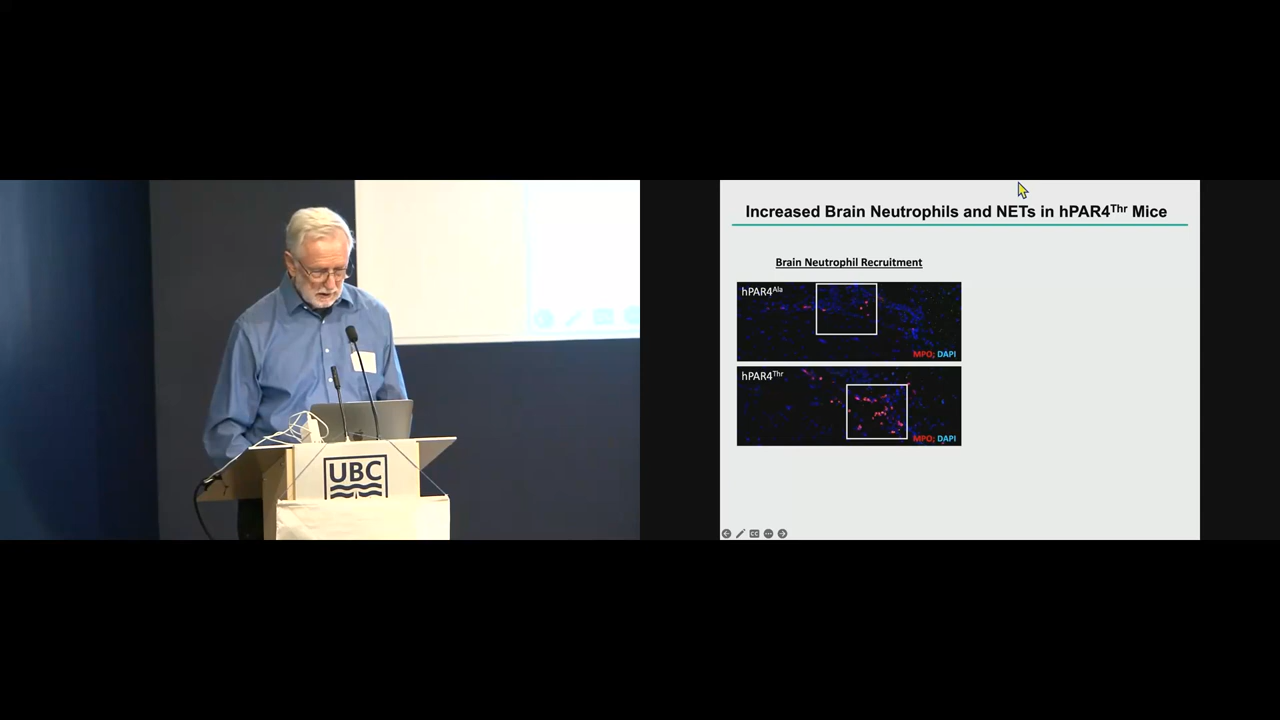 Increased Brain Neutrophils and NETs in hPAR4Thr Mice
Brain Neutrophil Recruitment
hPAR4Ala
MPO; DAPI
hPAR4Thr
MPO; DAPI
UBC